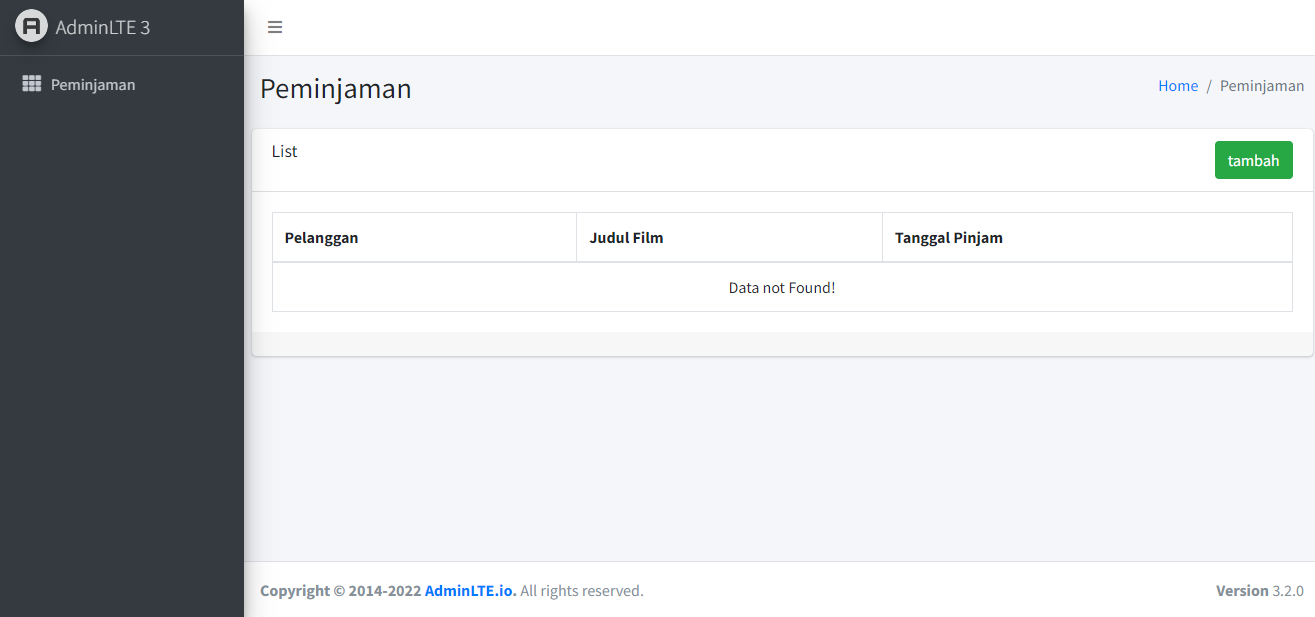 AdminLTE 3
Peminjaman
Peminjaman
Home / Peminjaman
List
tambah
Pelanggan Judul Film Tanggal Pinjam
Data not Found!
Copyright © 2014-2022 AdminLTE.io. All rights reserved.
Version 3.2.0